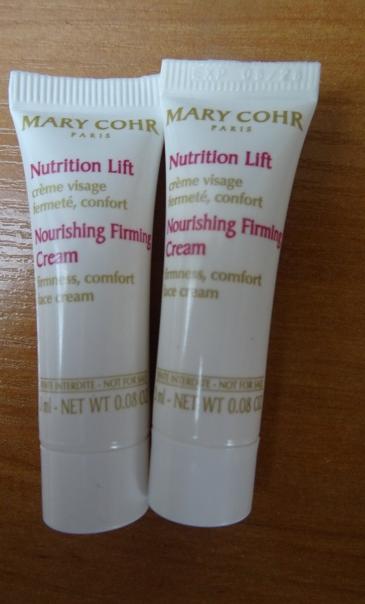 MARY COHR
PARIS
Nutrition Lift
crème visage
fermeté, confort
Nourishing Firming
Cream
firmness, comfort
face cream
INTERDITE - NOT FOR
ml - NET WT 0.08
EXP
MARY COHR
PARIS
Nutrition Lift
crème visage
fermeté, confort
Nourishing Firming
Cream
firmness, comfort
face cream
VENTE INTERDITE - NOT FOR SALE
ml - NET WT 0.08 OZ